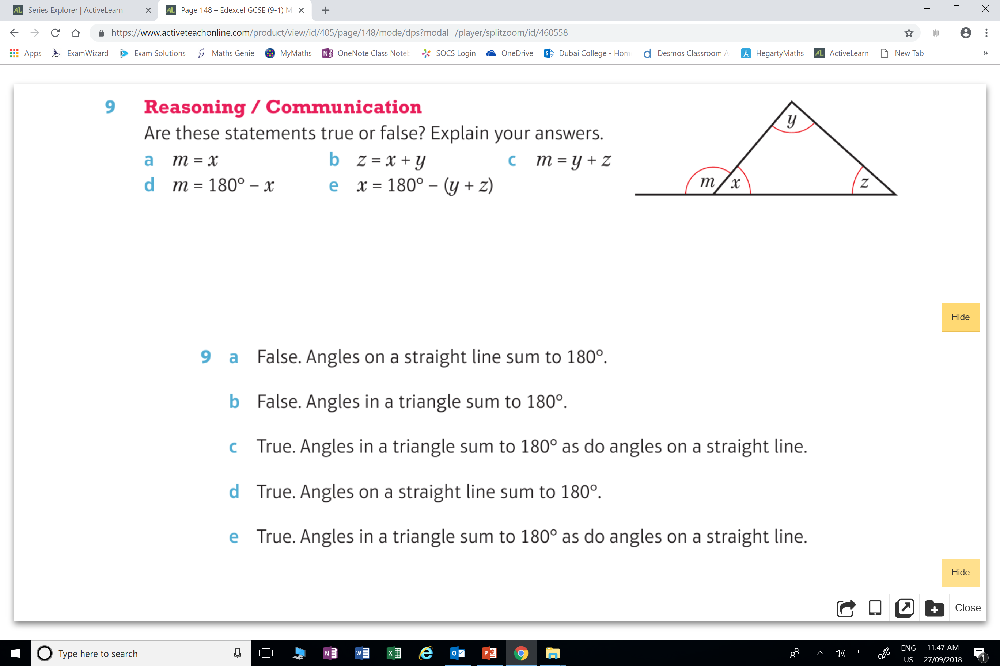 Series Explorer | ActiveLearn
Page 148 – Edexcel GCSE (9-1) M
https://www.activeteachonline.com/product/view/id/405/page/148/mode/dps?modal=/player/splitzoom/id/460558
Apps ExamWizard Exam Solutions Maths Genie MyMaths OneNote Class Noteb SOCS Login OneDrive Dubai College - Hom Desmos Classroom A HegartyMaths ActiveLearn New Tab »
9 Reasoning / Communication
Are these statements true or false? Explain your answers.
a m = x b z = x + y c m = y + z
d m = 180° – x e x = 180° – (y + z)
y
m x z
Hide
9 a False. Angles on a straight line sum to 180°.
b False. Angles in a triangle sum to 180°.
c True. Angles in a triangle sum to 180° as do angles on a straight line.
d True. Angles on a straight line sum to 180°.
e True. Angles in a triangle sum to 180° as do angles on a straight line.
Hide
Close
Type here to search
ENG 11:47 AM
US 27/09/2018
1